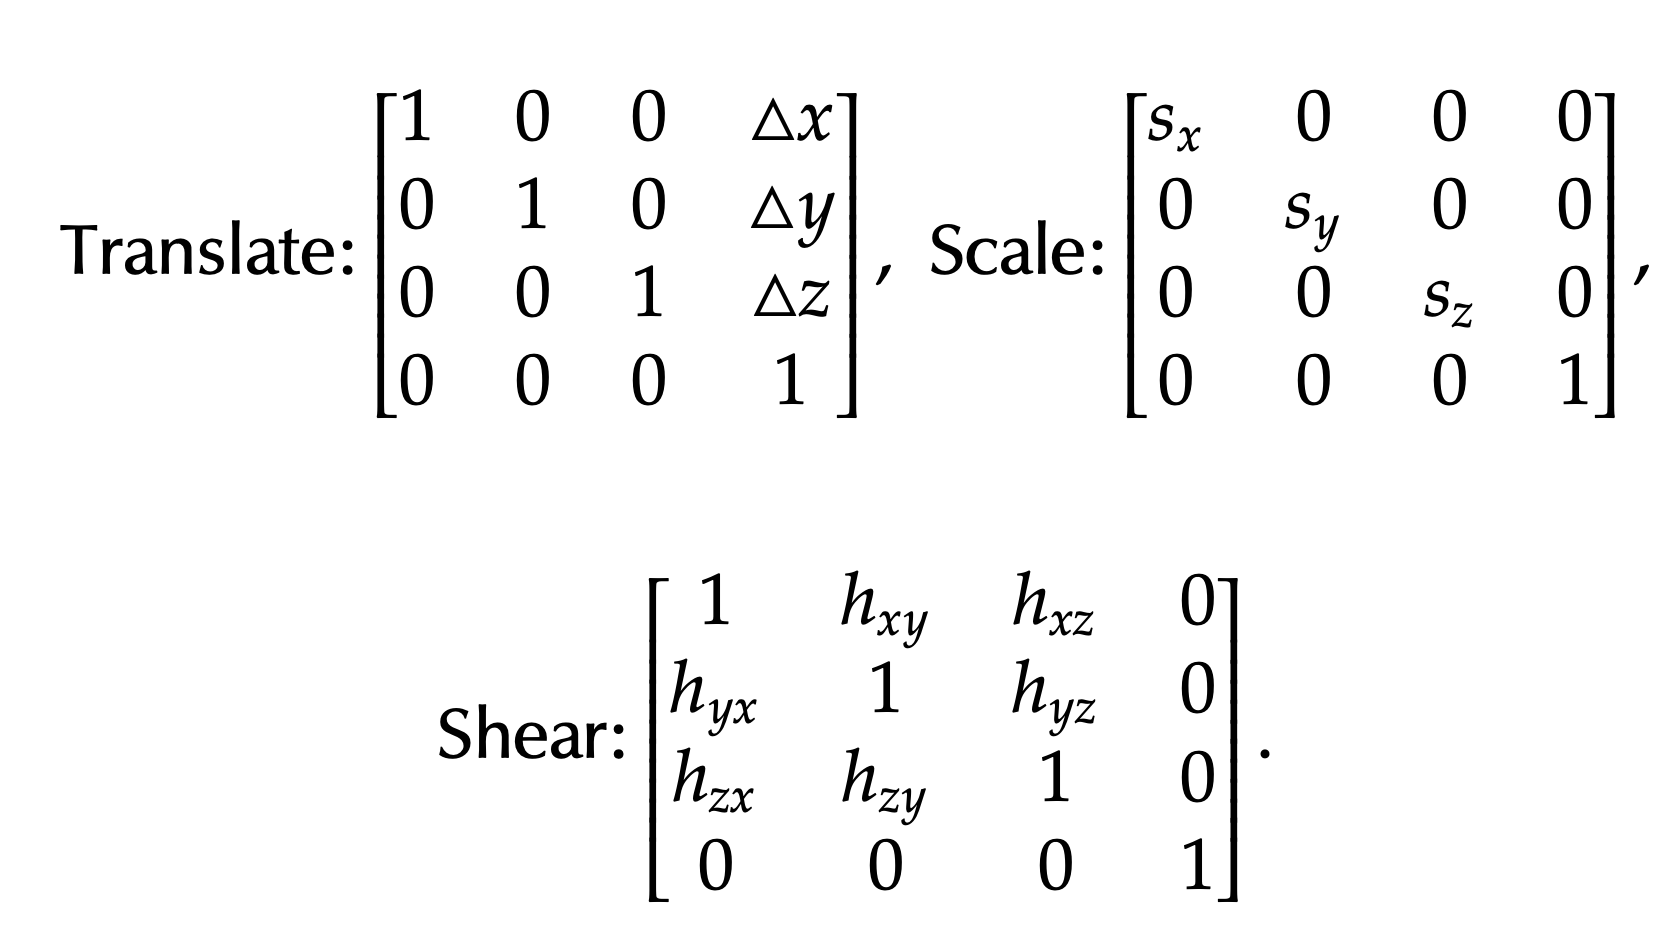 Translate: [1 0 0 △x; 0 1 0 △y; 0 0 1 △z; 0 0 0 1], Scale: [s_x 0 0 0; 0 s_y 0 0; 0 0 s_z 0; 0 0 0 1],
Shear: [1 h_xy h_xz 0; h_yx 1 h_yz 0; h_zx h_zy 1 0; 0 0 0 1].